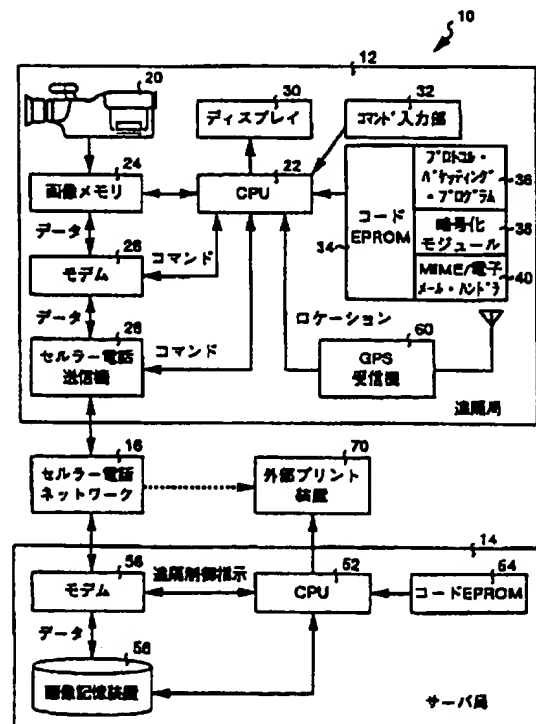 10
12
20
30
32
ディスプレイ
コマンド入力部
24
22
画像メモリ
CPU
プロトコル・
パケッティング
・プログラム
36
コード
EPROM
34
暗号化
モジュール
38
MIME/電子
メール・ハンドラ
40
データ
コマンド
26
モデム
データ
ロケーション
28
セルラー電話
送信機
コマンド
60
GPS
受信機
遠隔局
16
セルラー電話
ネットワーク
70
外部プリント
装置
14
56
モデム
遠隔制御指示
52
CPU
54
コードEPROM
データ
58
画像記憶装置
サーバ局